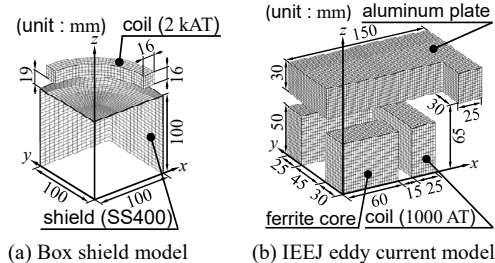 (unit : mm)
coil (2 kAT)
z
16
19
16
100
y
x
100
100
shield (SS400)
(a) Box shield model
(unit : mm)
aluminum plate
150
z
30
30
25
50
65
y
x
25
45
30
60
15
25
ferrite core
coil (1000 AT)
(b) IEEJ eddy current model